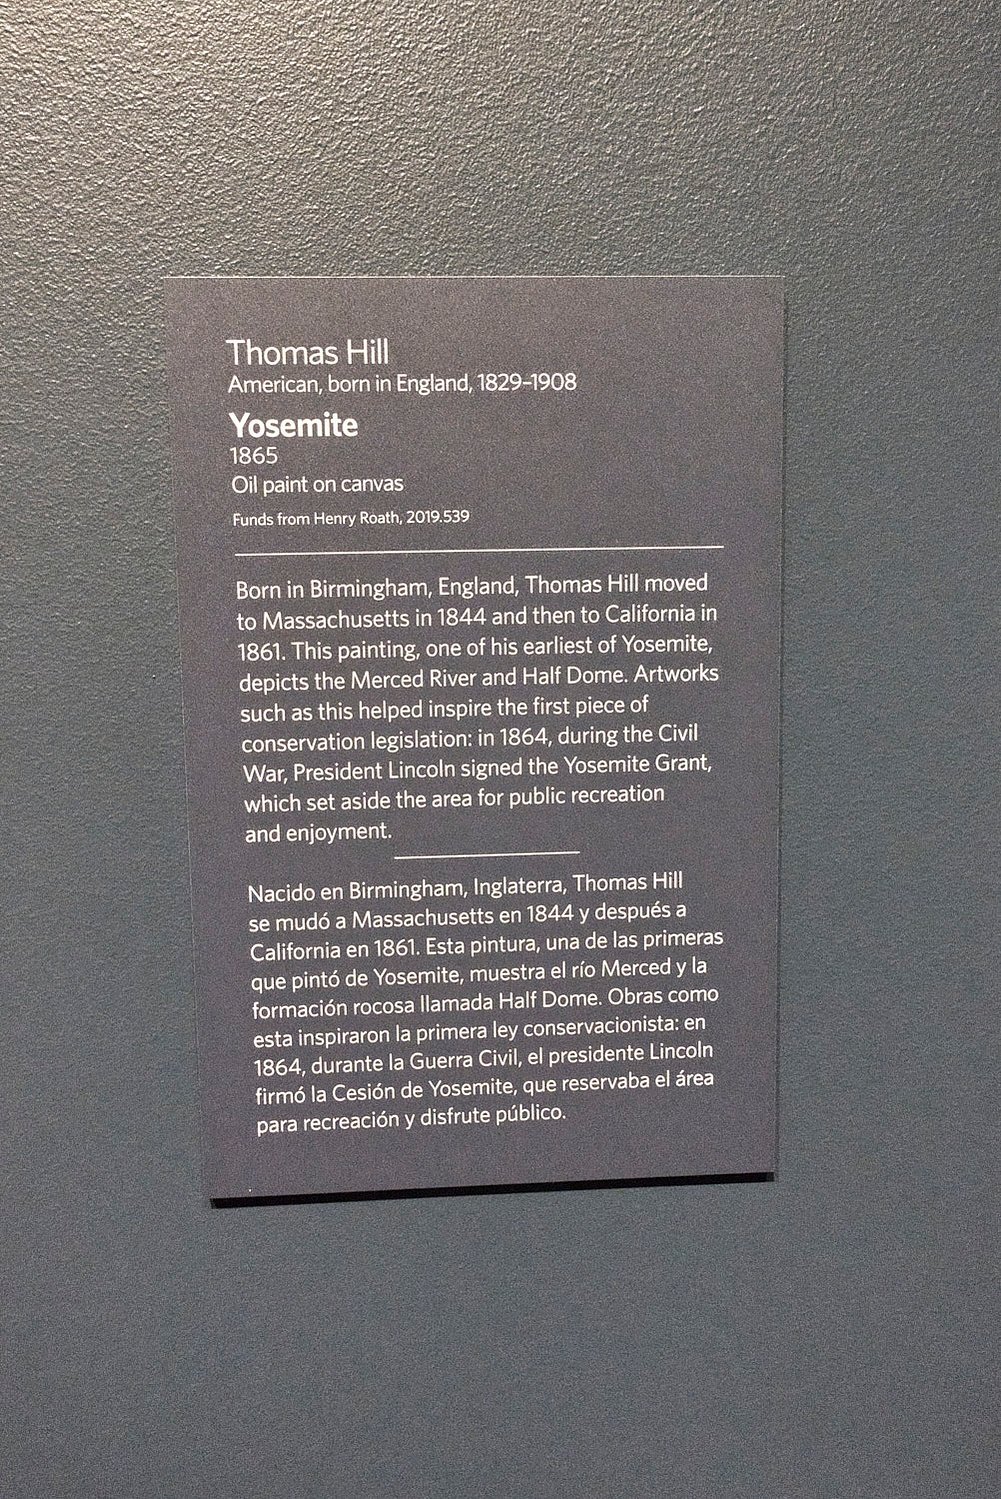 Thomas Hill
American, born in England, 1829–1908
Yosemite
1865
Oil paint on canvas
Funds from Henry Roath, 2019.539
Born in Birmingham, England, Thomas Hill moved
to Massachusetts in 1844 and then to California in
1861. This painting, one of his earliest of Yosemite,
depicts the Merced River and Half Dome. Artworks
such as this helped inspire the first piece of
conservation legislation: in 1864, during the Civil
War, President Lincoln signed the Yosemite Grant,
which set aside the area for public recreation
and enjoyment.
Nacido en Birmingham, Inglaterra, Thomas Hill
se mudó a Massachusetts en 1844 y después a
California en 1861. Esta pintura, una de las primeras
que pintó de Yosemite, muestra el río Merced y la
formación rocosa llamada Half Dome. Obras como
esta inspiraron la primera ley conservacionista: en
1864, durante la Guerra Civil, el presidente Lincoln
firmó la Cesión de Yosemite, que reservaba el área
para recreación y disfrute público.